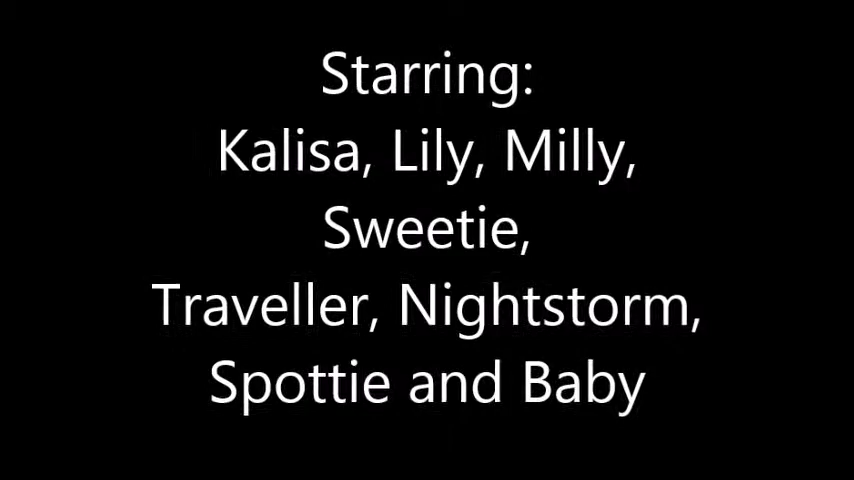 Starring:
Kalisa, Lily, Milly,
Sweetie,
Traveller, Nightstorm,
Spottie and Baby